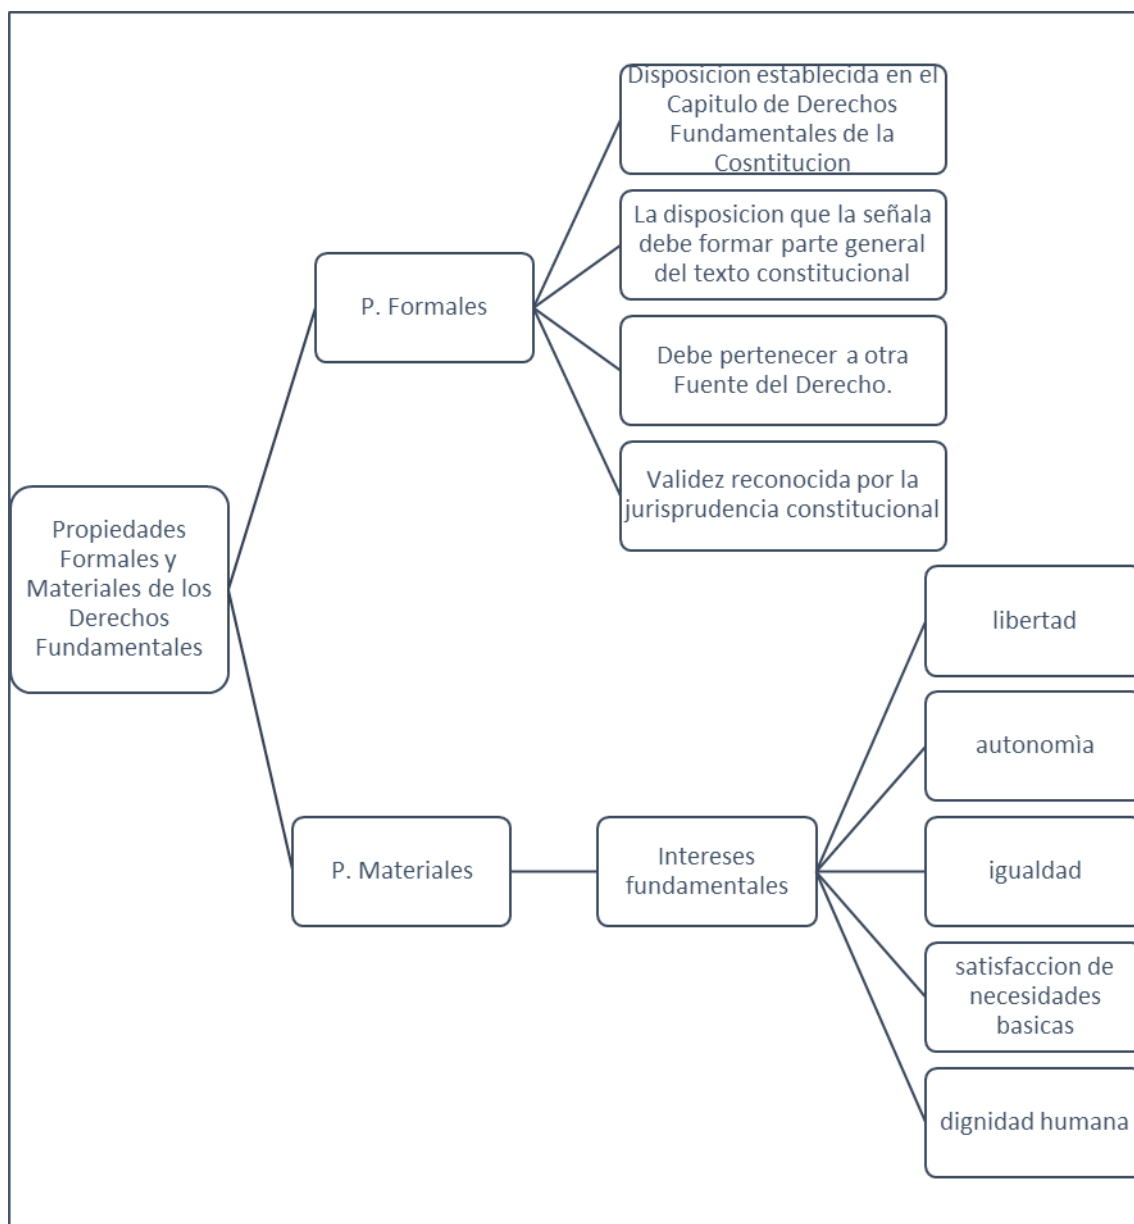 Disposicion establecida en el
Capitulo de Derechos
Fundamentales de la
Cosntitucion
La disposicion que la señala
debe formar parte general
del texto constitucional
P. Formales
Debe pertenecer a otra
Fuente del Derecho.
Validez reconocida por la
jurisprudencia constitucional
Propiedades
Formales y
Materiales de los
Derechos
Fundamentales
libertad
autonomìa
P. Materiales
Intereses
fundamentales
igualdad
satisfaccion de
necesidades
basicas
dignidad humana